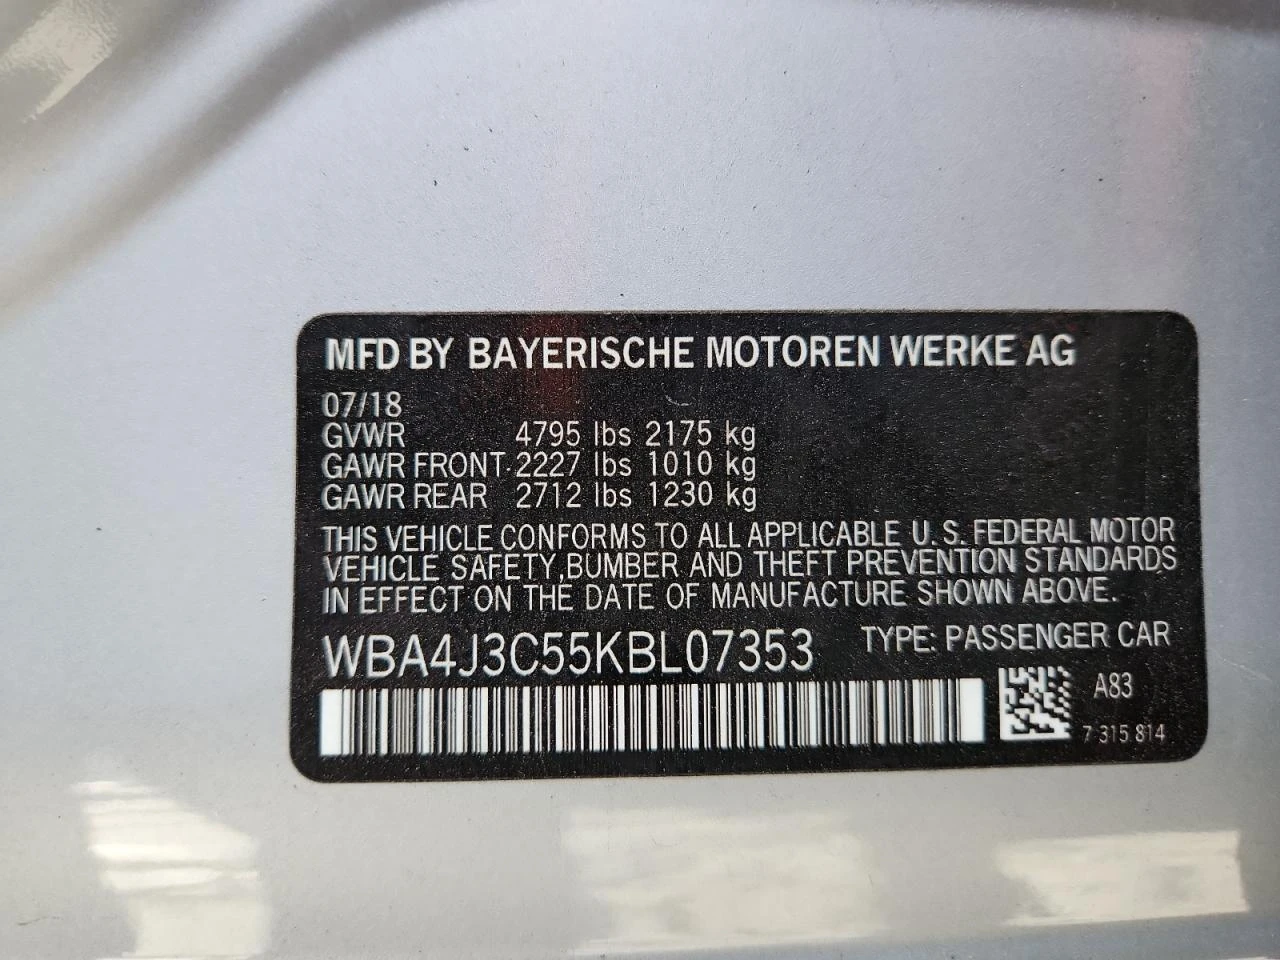 MFD BY BAYERISCHE MOTOREN WERKE AG
07/18
GVWR 4795 lbs 2175 kg
GAWR FRONT 2227 lbs 1010 kg
GAWR REAR 2712 lbs 1230 kg
THIS VEHICLE CONFORMS TO ALL APPLICABLE U.S. FEDERAL MOTOR
VEHICLE SAFETY, BUMBER AND THEFT PREVENTION STANDARDS
IN EFFECT ON THE DATE OF MANUFACTURE SHOWN ABOVE.
WBA4J3C55KBL07353 TYPE: PASSENGER CAR
A83
7 315 814